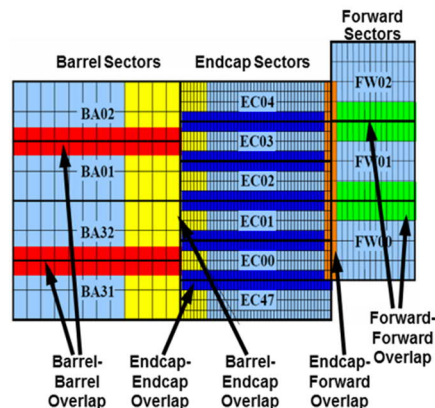 Forward
Sectors
Barrel Sectors
Endcap Sectors
BA02
EC04
FW02
EC03
BA01
EC02
FW01
BA32
EC01
FW00
EC00
BA31
EC47
Barrel-
Barrel
Overlap
Endcap-
Endcap
Overlap
Barrel-
Endcap
Overlap
Endcap-
Forward
Overlap
Forward-
Forward
Overlap